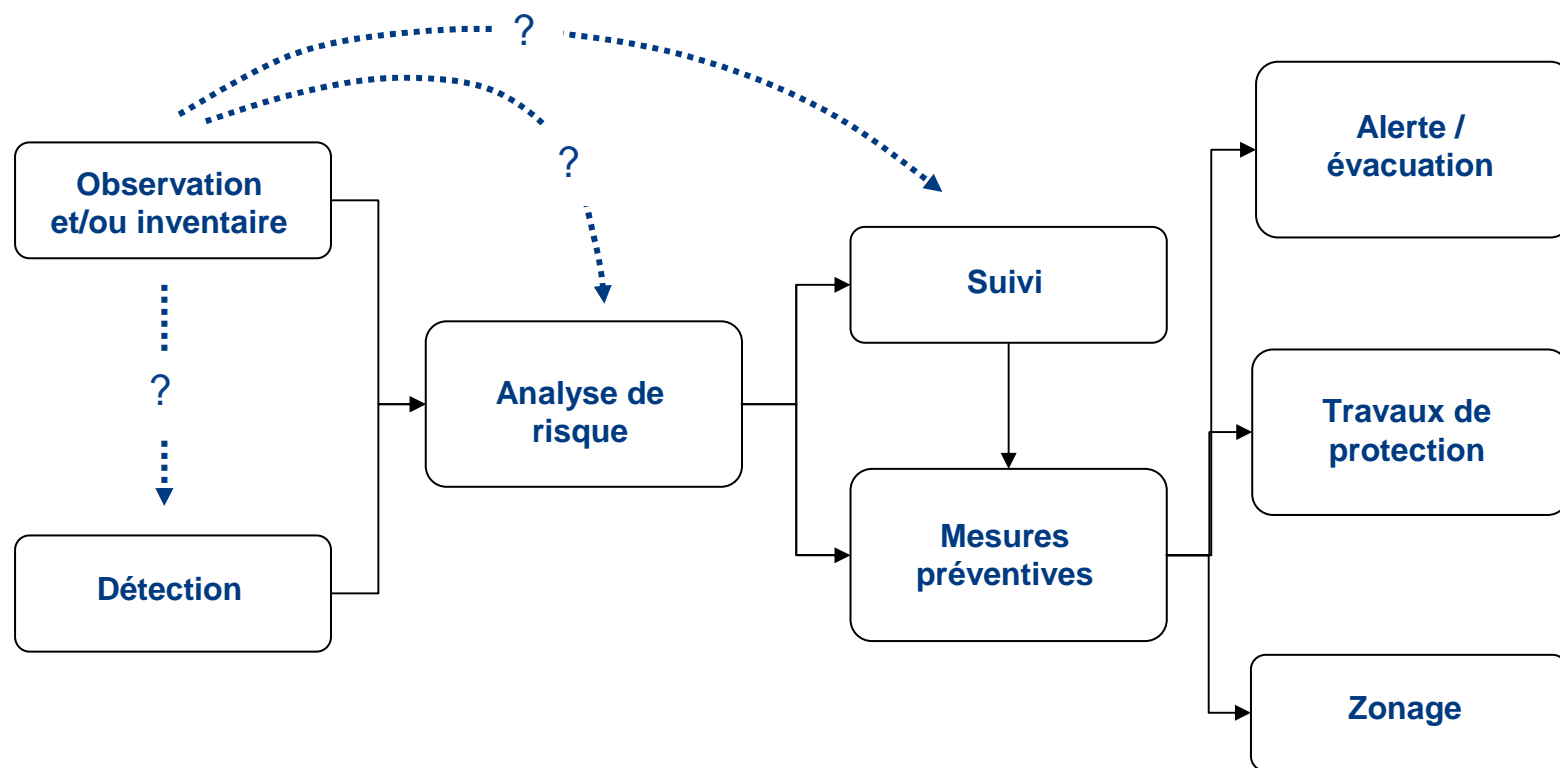 ?
?
Observation
et/ou inventaire
?
Détection
Analyse de
risque
Suivi
Mesures
préventives
Alerte /
évacuation
Travaux de
protection
Zonage